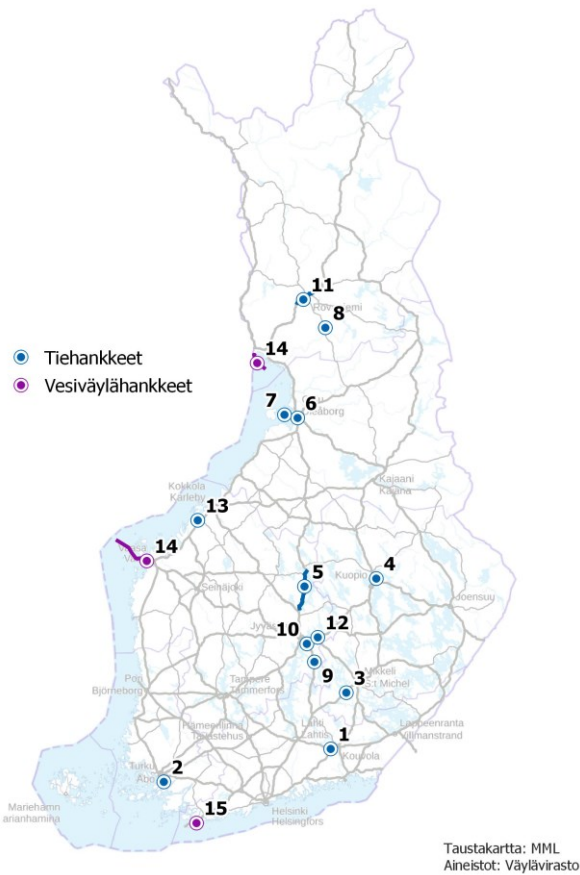 11
Rovaniemi
8
14
Tiehankkeet
Vesiväylähankkeet
7
6
Kajaani
Kajana
Kokkola
Karleby
13
14
5
4
Kuopio
Seinäjoki
Joensuu
10
12
9
Mikkeli
S:t Michel
3
Pori
Björneborg
Tampere
Tammerfors
Hämeenlinna
Tavastehus
Lahti
Lahtis
Lappeenranta
Villmanstrand
1
Kouvola
2
Turku
Åbo
15
Helsinki
Helsingfors
Mariehamn
arianhamina
Taustakartta: MML
Aineistot: Väylävirasto